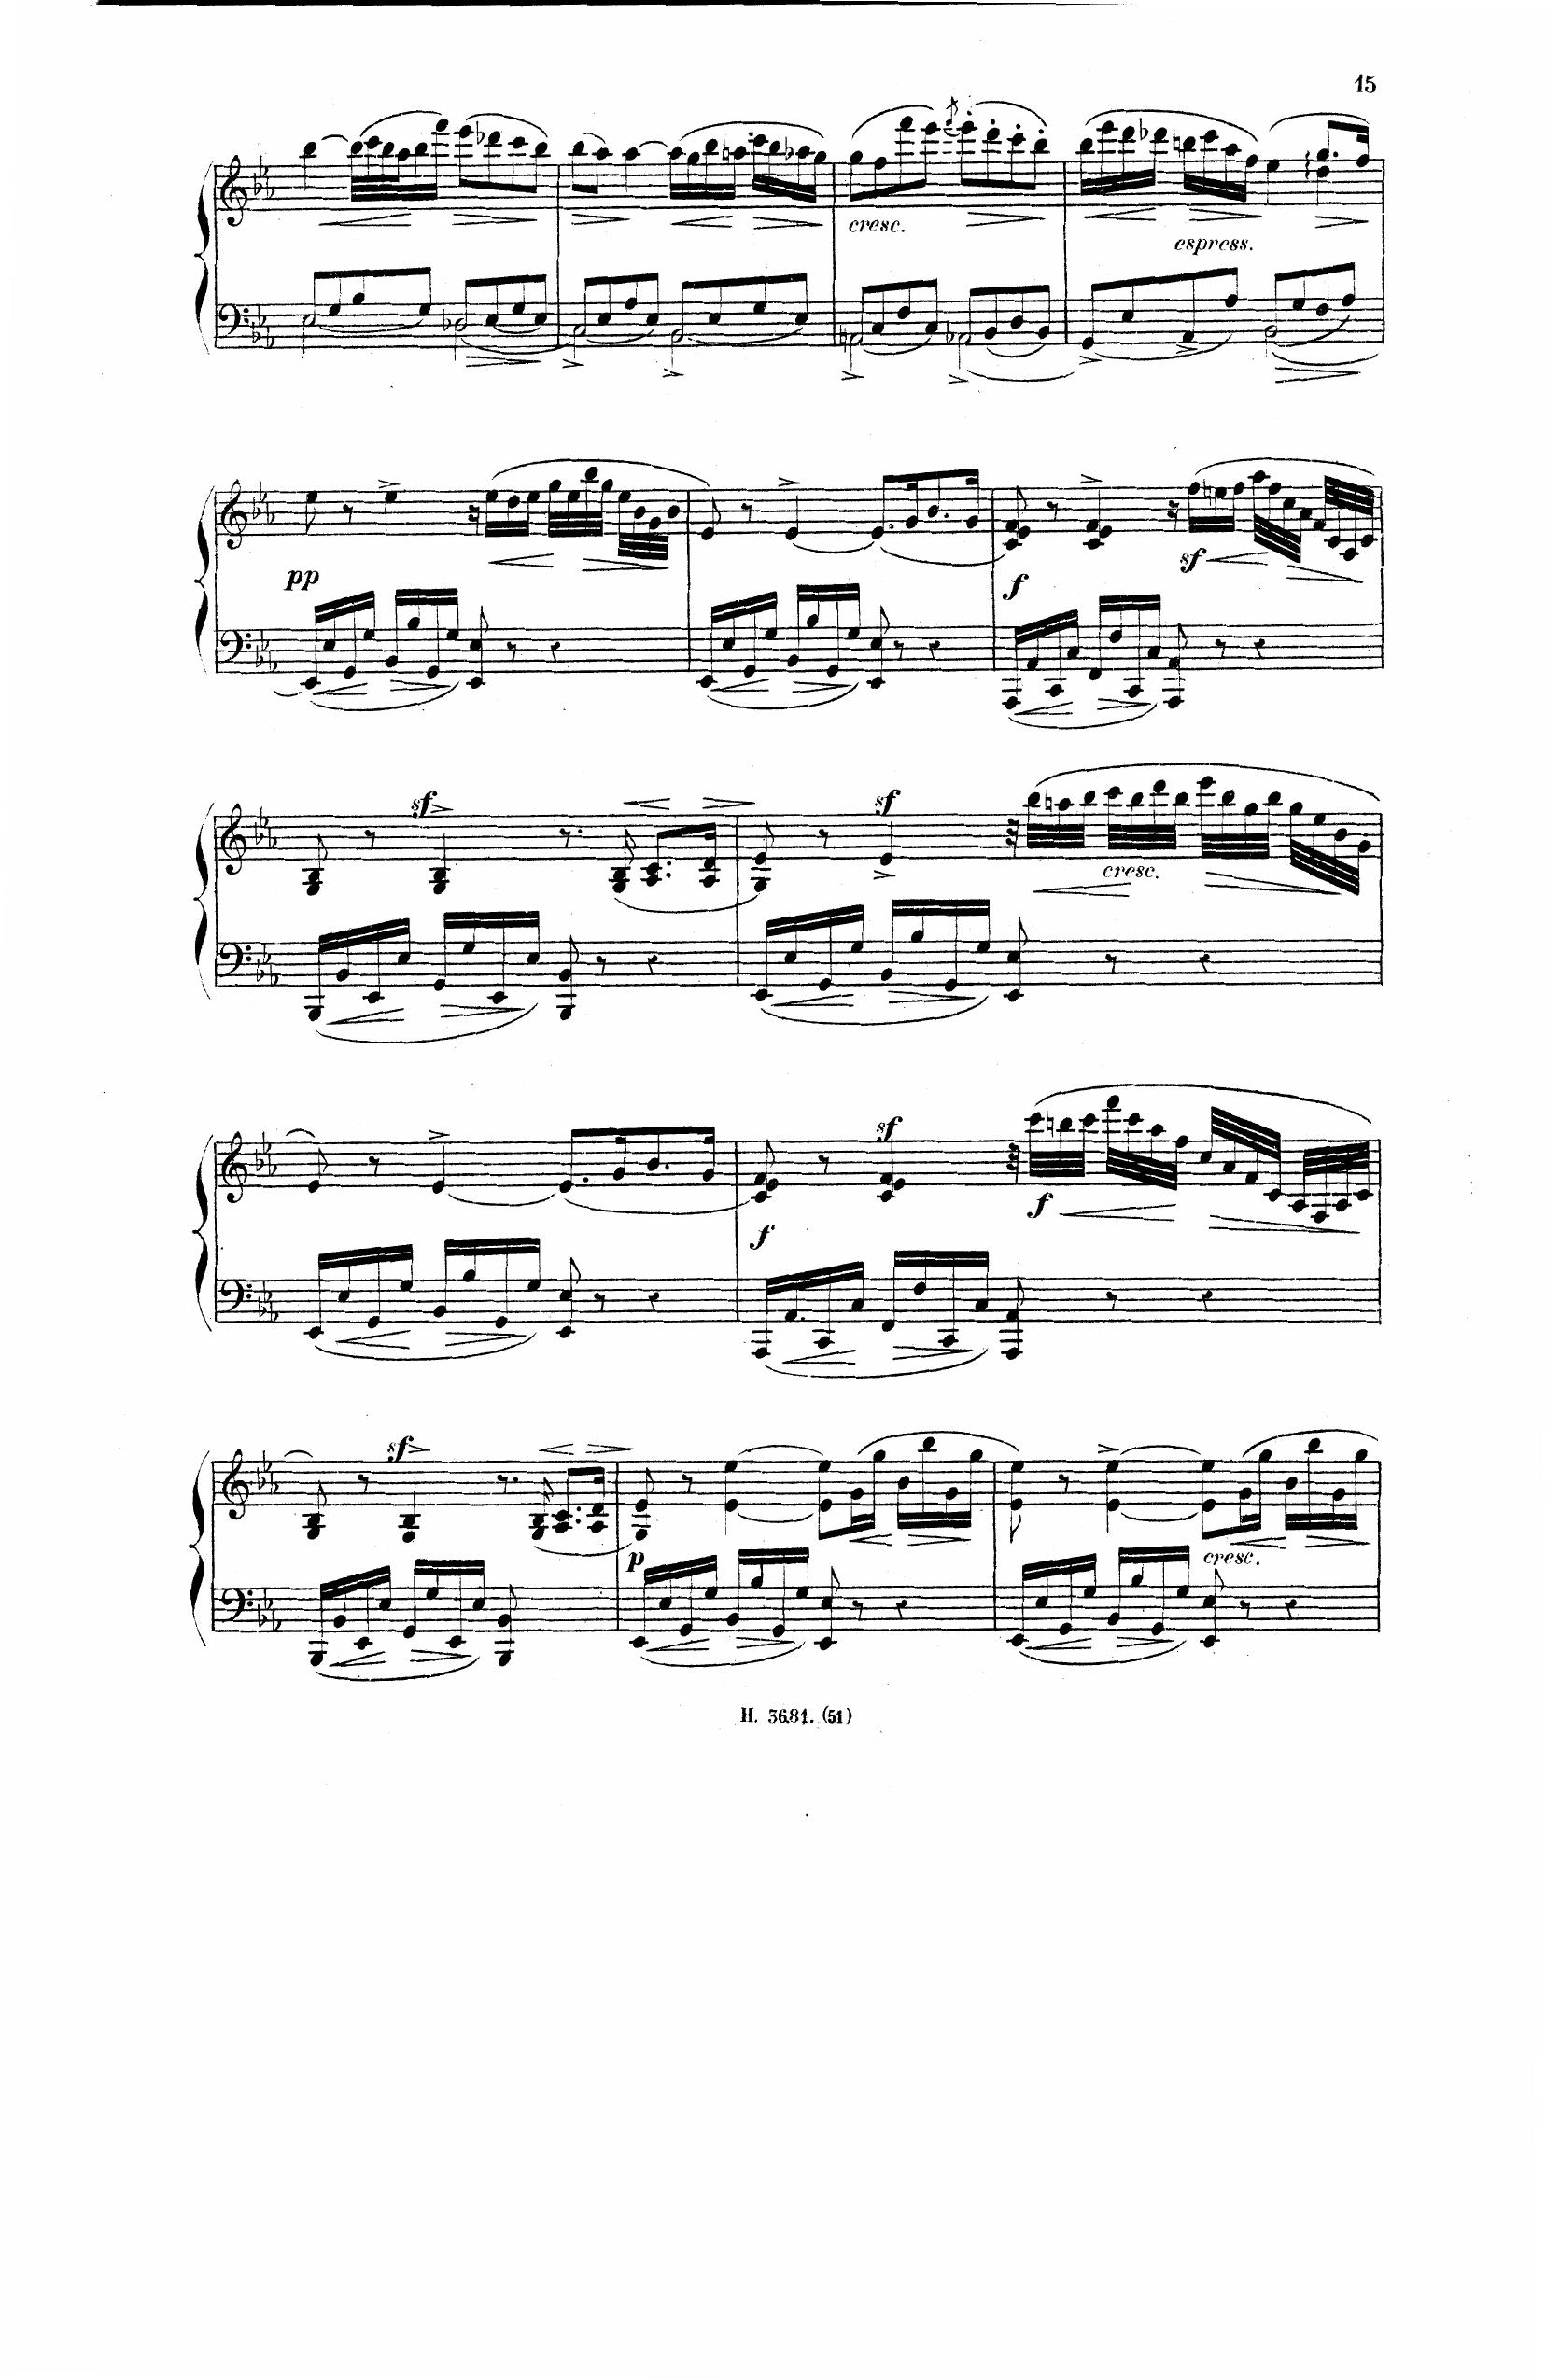 15
cresc.
espress.
pp
f
sf
sf
sf
cresc.
sf
f
f
sf
p
cresc.
H. 3681. (51)